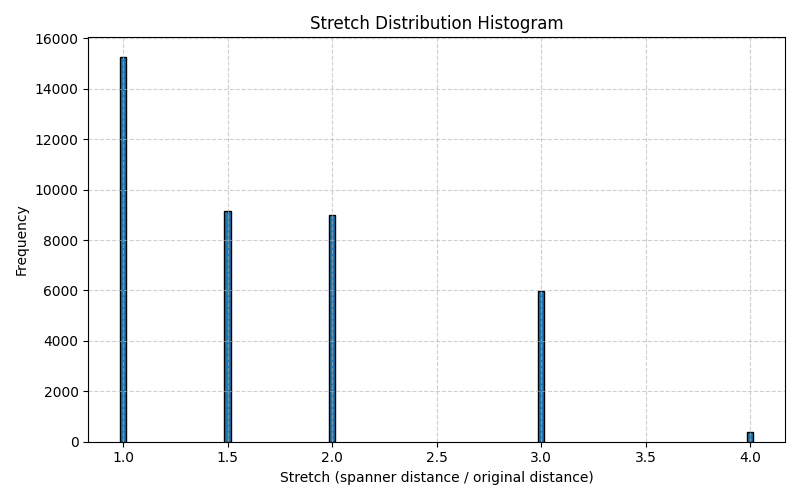 Stretch Distribution Histogram
16000
14000
12000
10000
8000
6000
4000
2000
0
Frequency
1.0 1.5 2.0 2.5 3.0 3.5 4.0
Stretch (spanner distance / original distance)